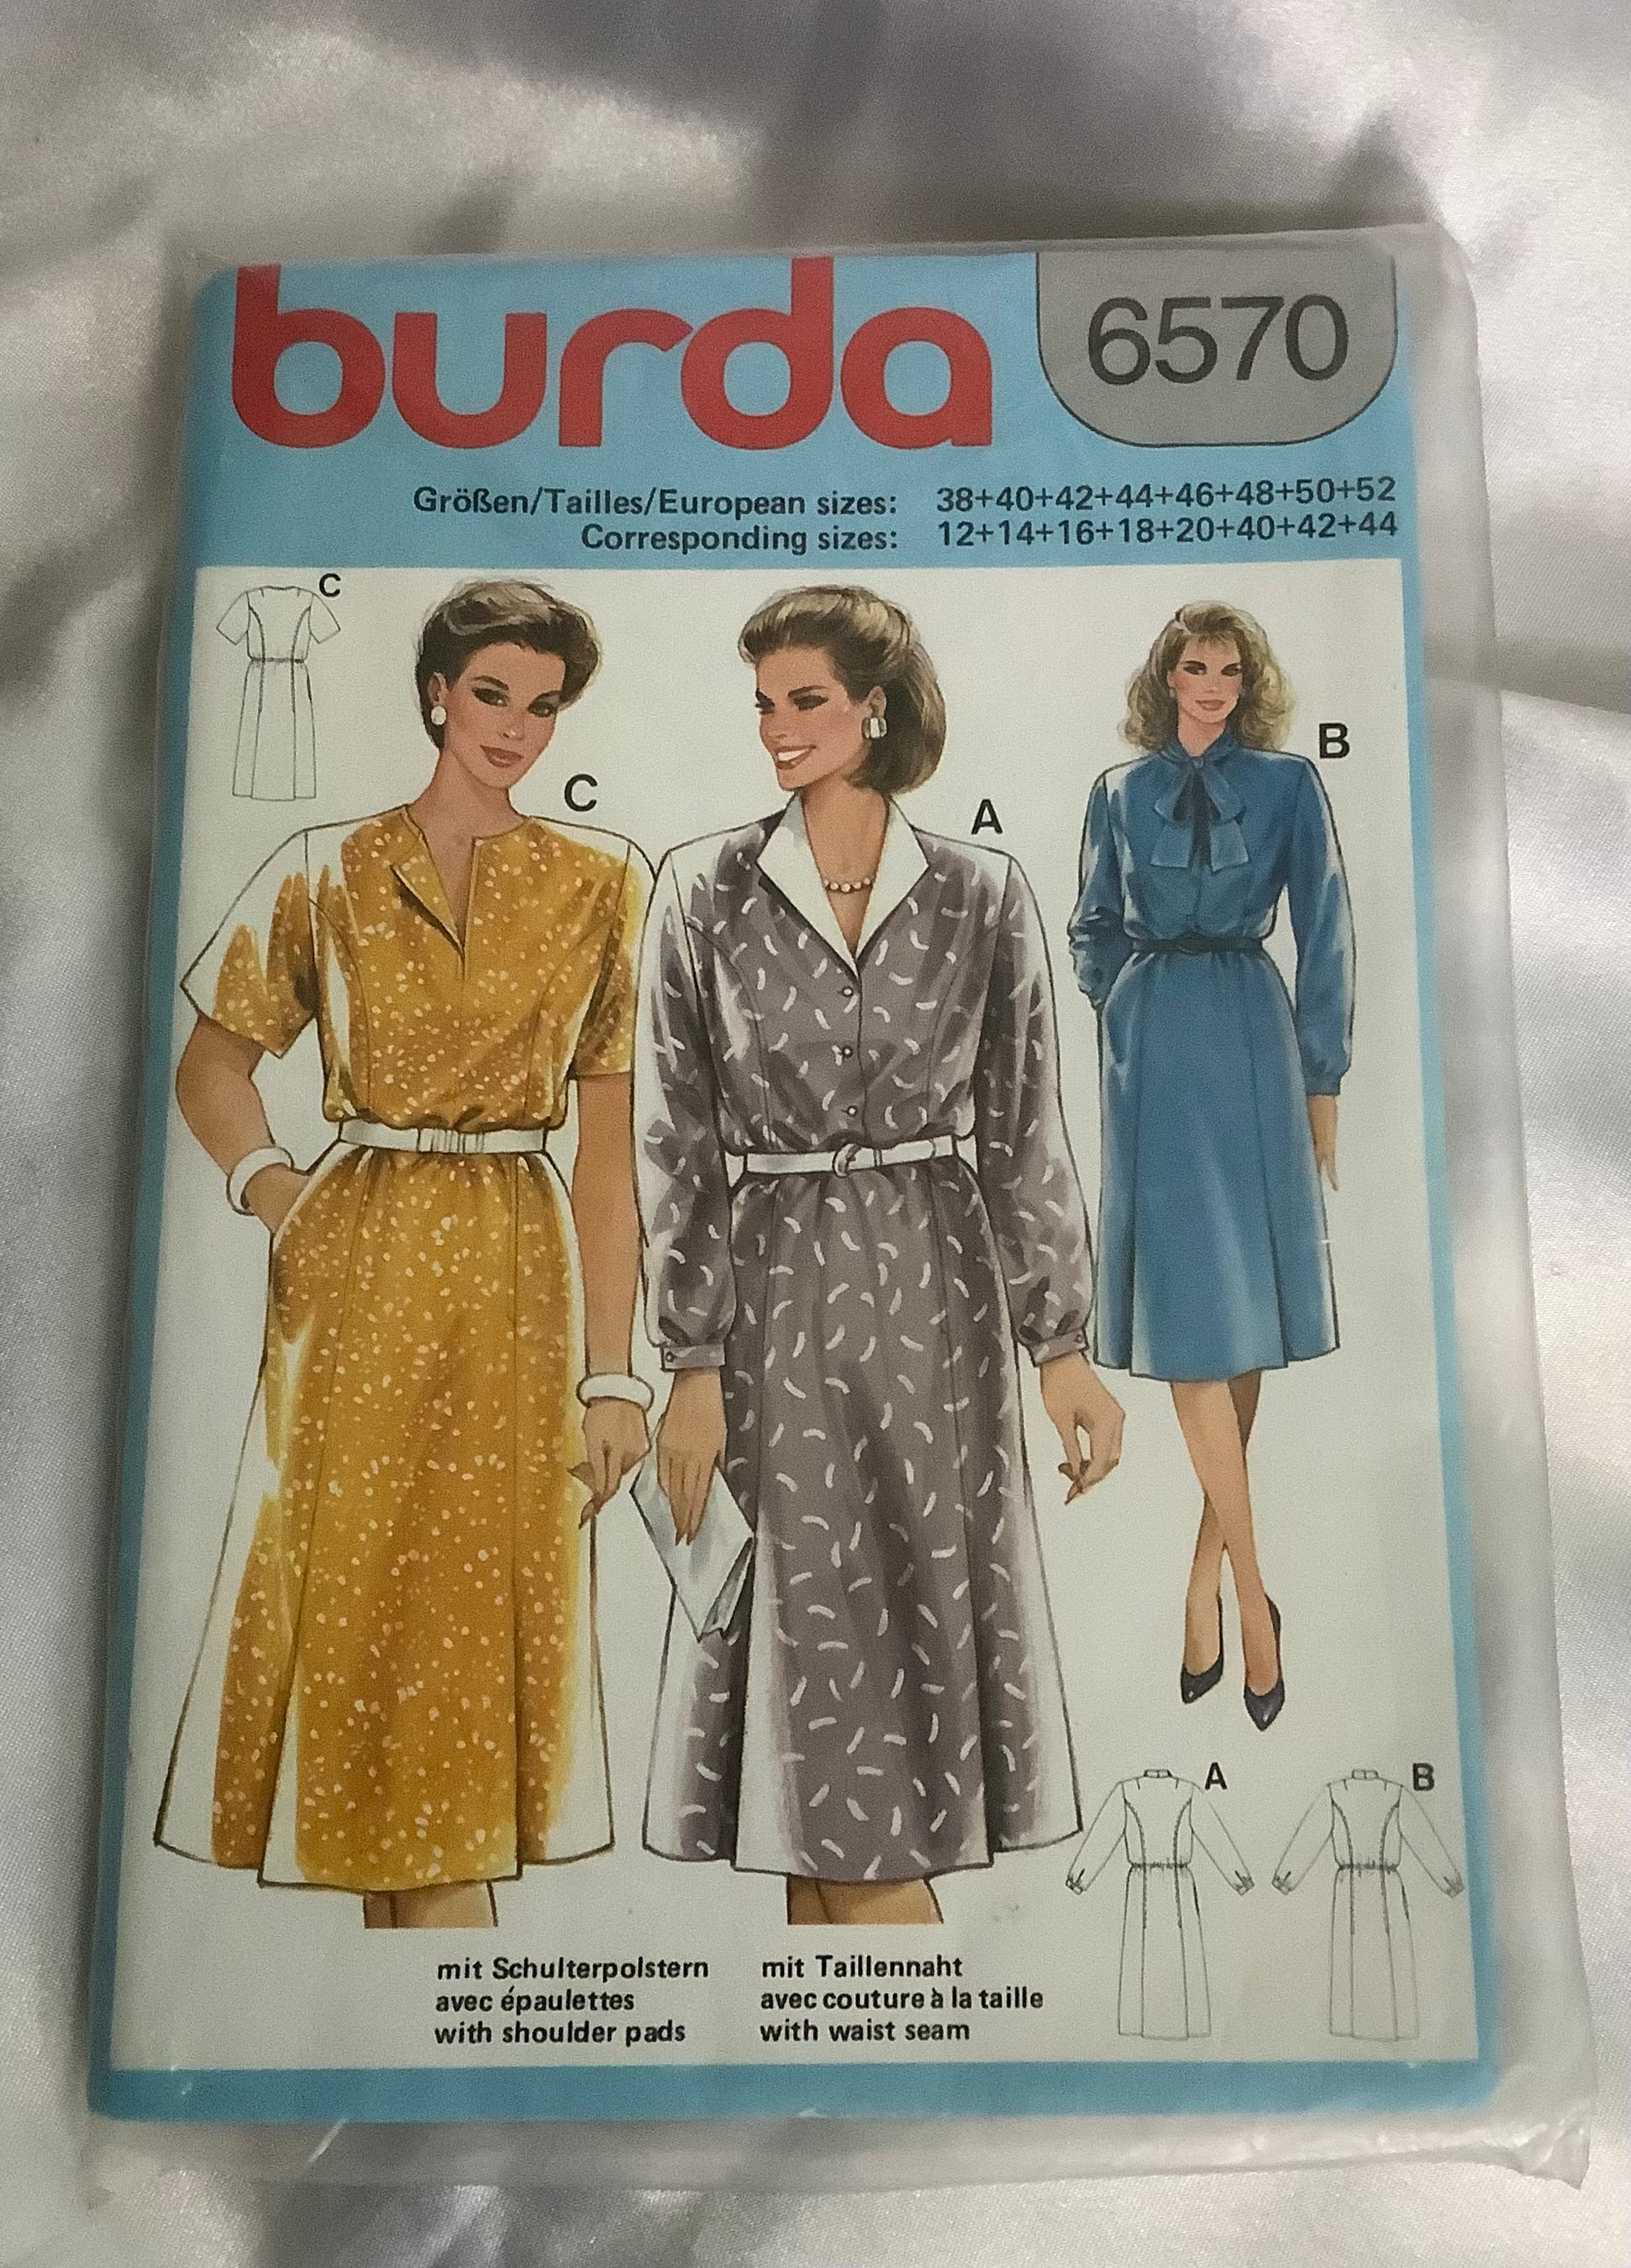 burda
6570
Größen/Tailles/European sizes: 38+40+42+44+46+48+50+52
Corresponding sizes: 12+14+16+18+20+40+42+44
C
C
A
B
A
B
mit Schulterpolstern
avec épaulettes
with shoulder pads
mit Taillennaht
avec couture à la taille
with waist seam